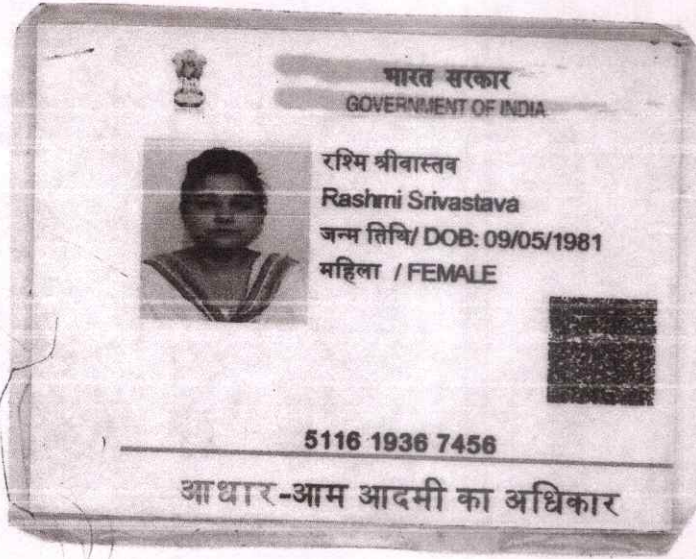 भारत सरकार
GOVERNMENT OF INDIA
रश्मि श्रीवास्तव
Rashmi Srivastava
जन्म तिथि/ DOB: 09/05/1981
महिला / FEMALE
5116 1936 7456
आधार-आम आदमी का अधिकार